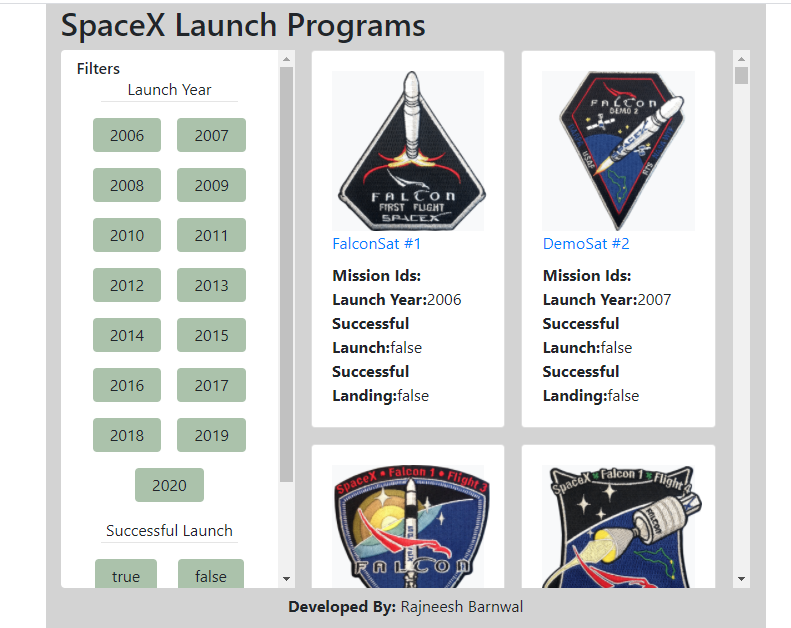 SpaceX Launch Programs
Filters
Launch Year
2006 2007
2008 2009
2010 2011
2012 2013
2014 2015
2016 2017
2018 2019
2020
Successful Launch
true false
FALCON
FIRST FLIGHT
SPACEX
FalconSat #1
Mission Ids:
Launch Year:2006
Successful
Launch:false
Successful
Landing:false
FALCON
DEMO 2
SPACEX
USAF
DemoSat #2
Mission Ids:
Launch Year:2007
Successful
Launch:false
Successful
Landing:false
SpaceX • Falcon 1 • Flight 3
FALCON
SpaceX Falcon 1 Flight 4
FALCON
Developed By: Rajneesh Barnwal